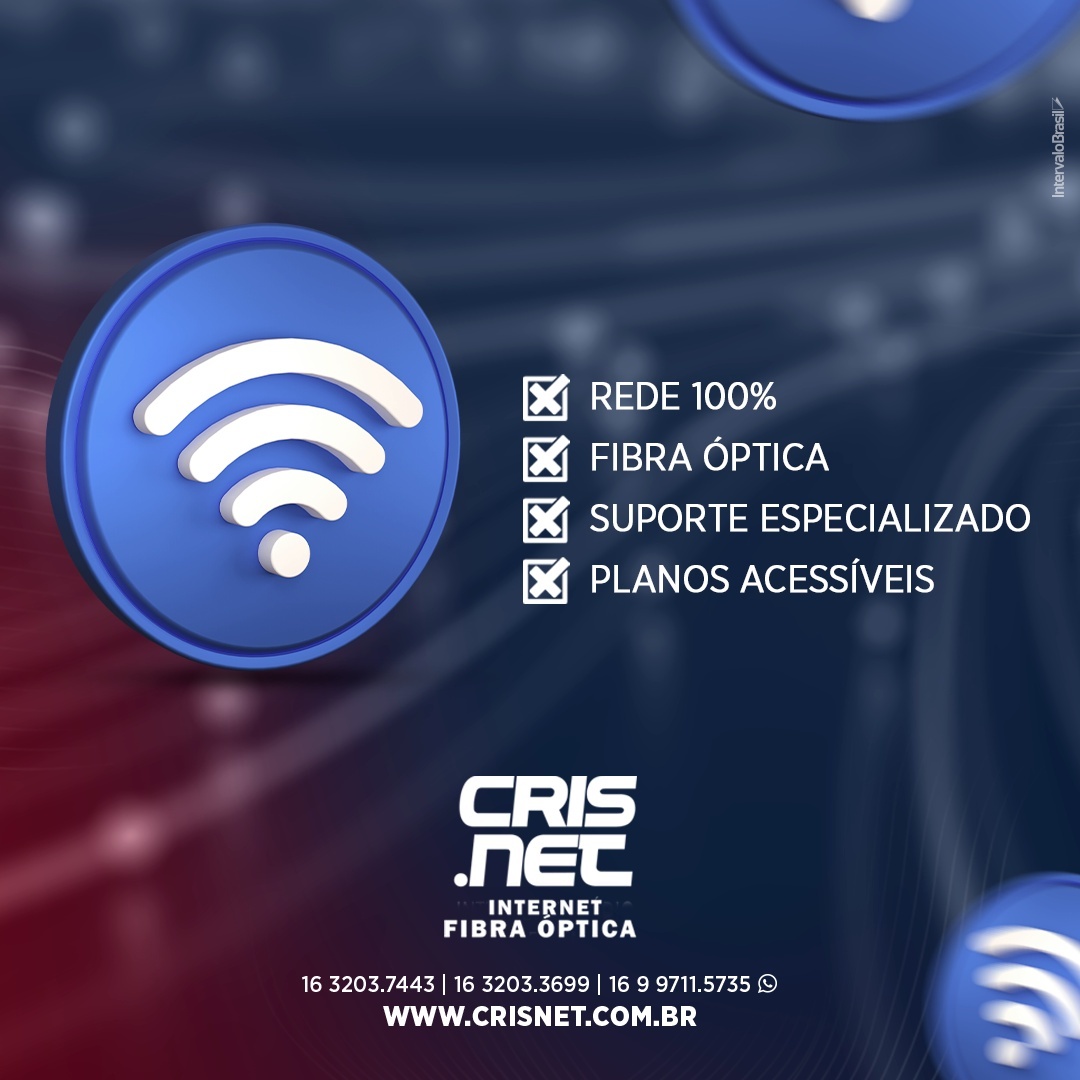 IntervaloBrasil
REDE 100%
FIBRA ÓPTICA
SUPORTE ESPECIALIZADO
PLANOS ACESSÍVEIS
CRIS
.NET
INTERNET
FIBRA ÓPTICA
16 3203.7443 | 16 3203.3699 | 16 9 9711.5735
WWW.CRISNET.COM.BR